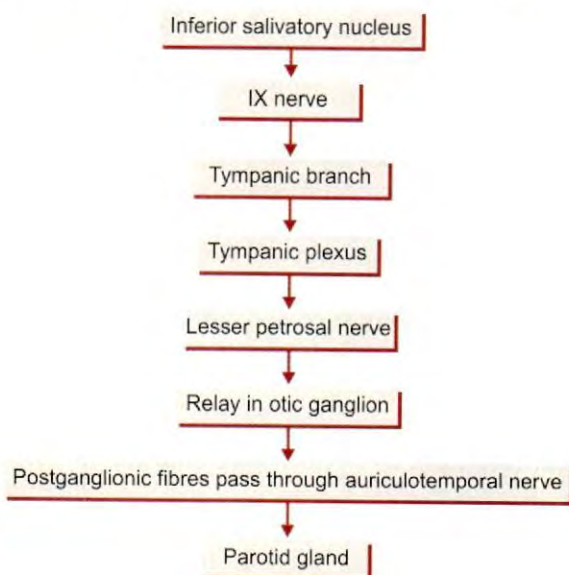 Inferior salivatory nucleus
IX nerve
Tympanic branch
Tympanic plexus
Lesser petrosal nerve
Relay in otic ganglion
Postganglionic fibres pass through auriculotemporal nerve
Parotid gland